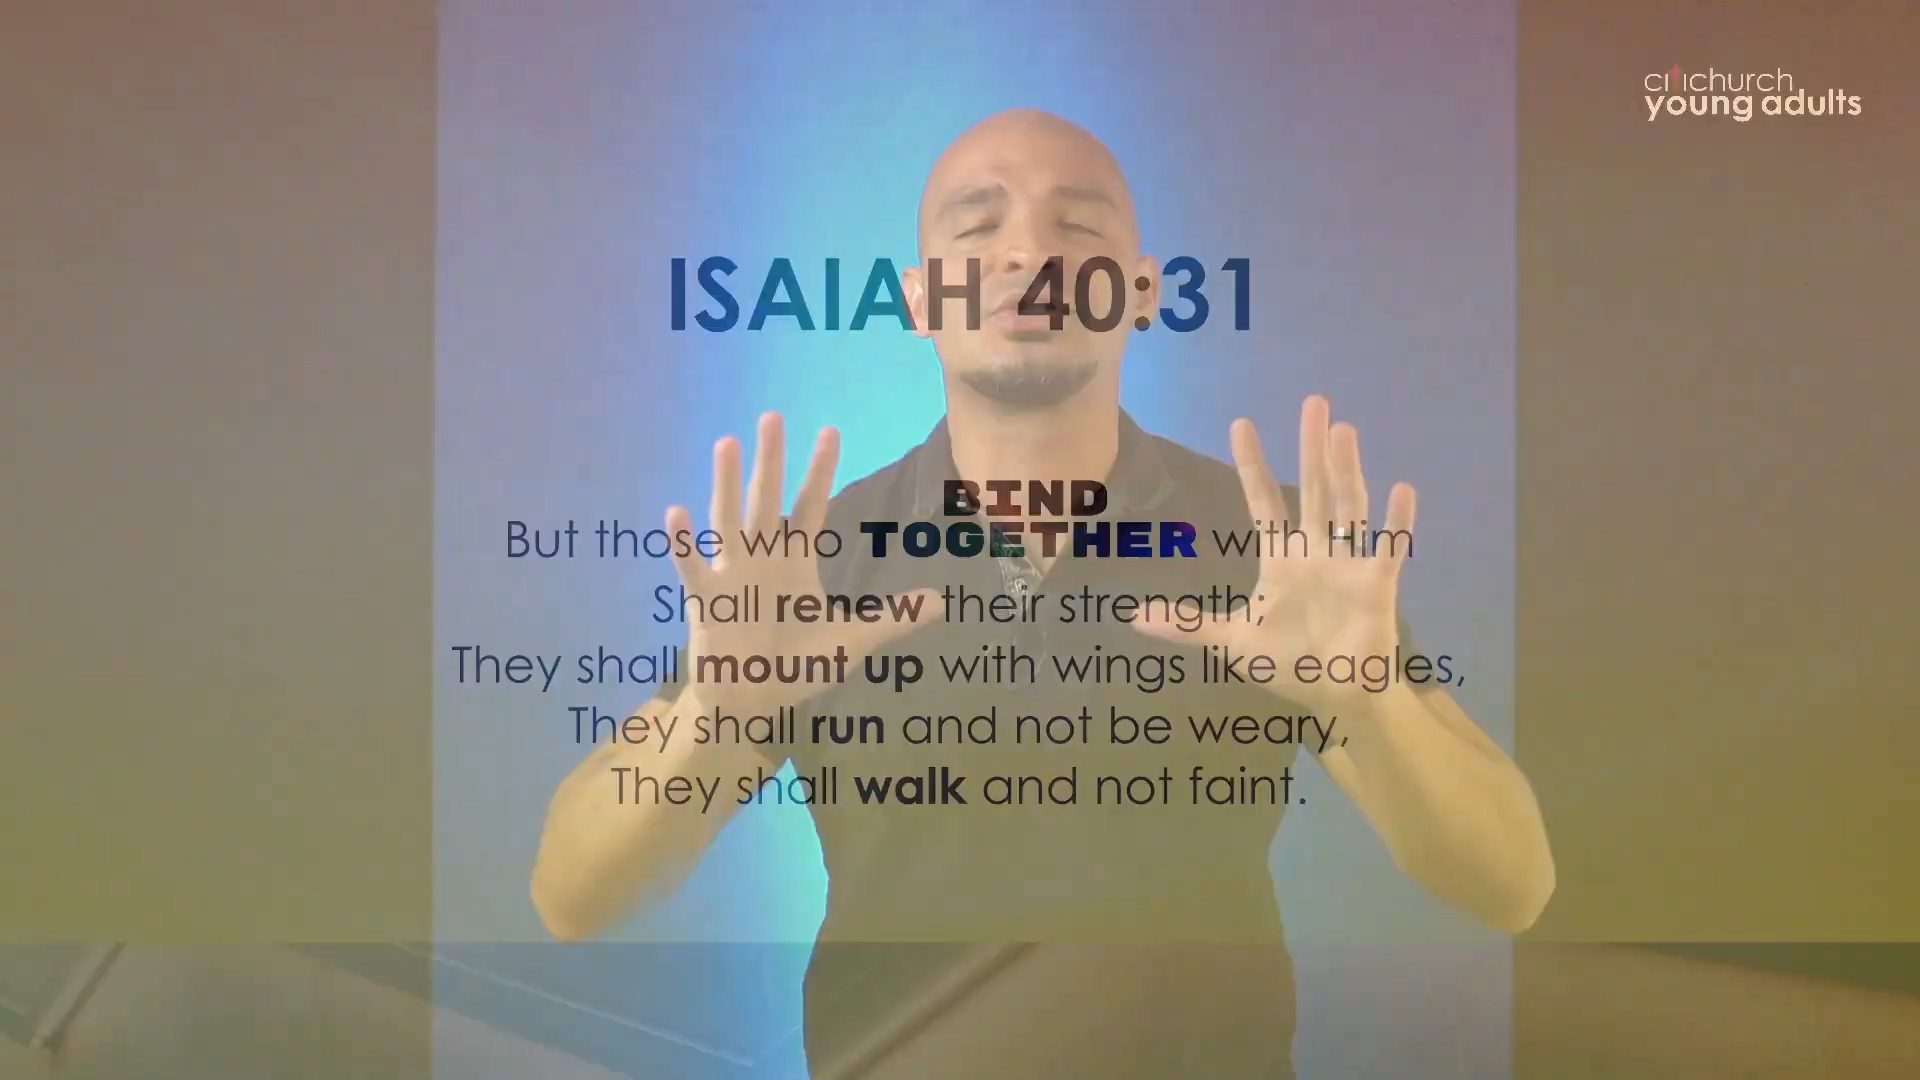 citichurch
young adults
ISAIAH 40:31
BIND
But those who TOGETHER with Him
Shall renew their strength;
They shall mount up with wings like eagles,
They shall run and not be weary,
They shall walk and not faint.